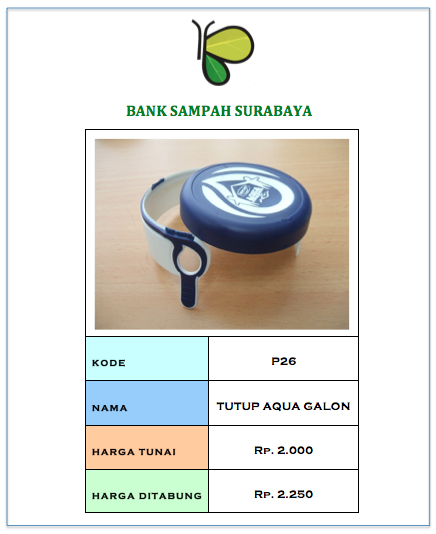 BANK SAMPAH SURABAYA
KODE P26
NAMA TUTUP AQUA GALON
HARGA TUNAI Rp. 2.000
HARGA DITABUNG Rp. 2.250